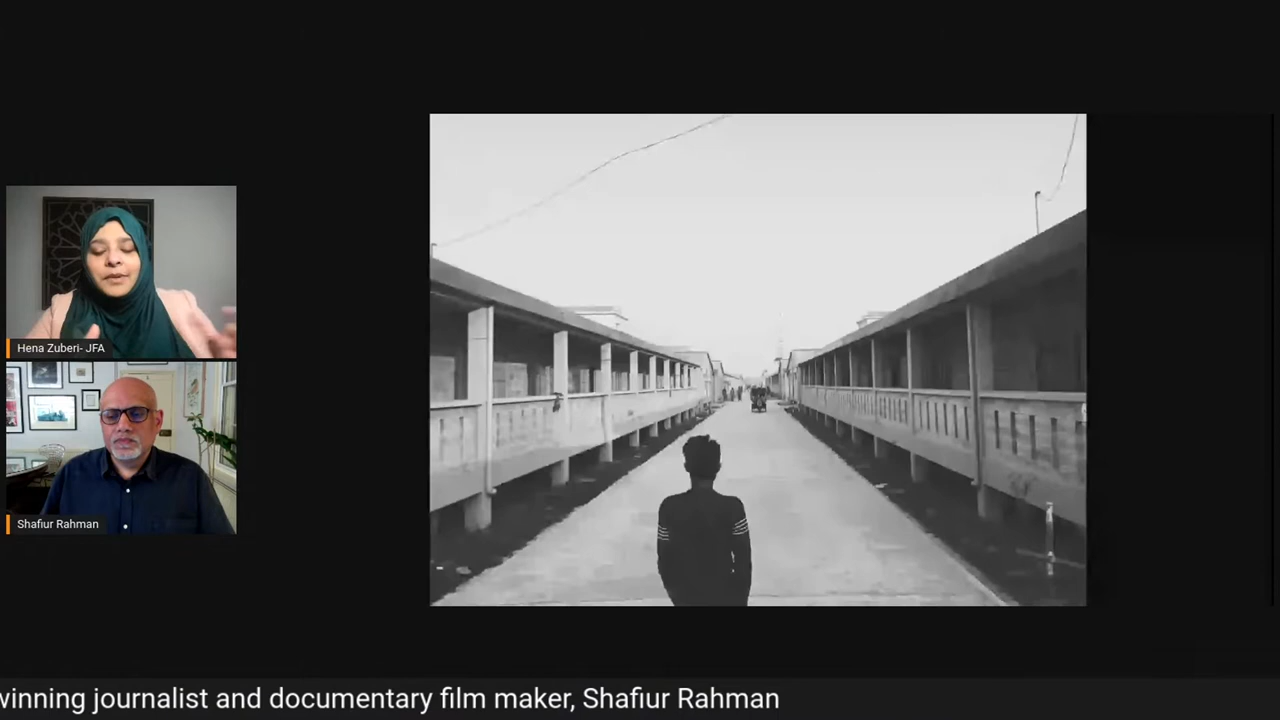 Hena Zuberi- JFA
Shafiur Rahman
winning journalist and documentary film maker, Shafiur Rahman